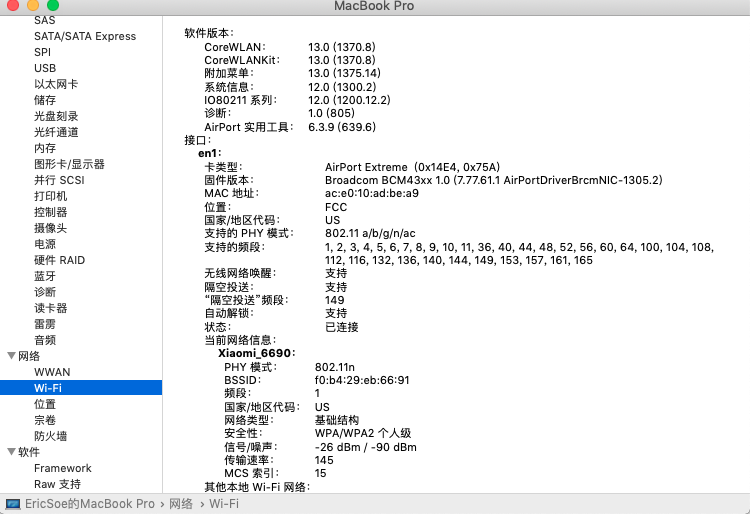 MacBook Pro
SAS
SATA/SATA Express
SPI
USB
以太网卡
储存
光盘刻录
光纤通道
内存
图形卡/显示器
并行 SCSI
打印机
控制器
摄像头
电源
硬件 RAID
蓝牙
诊断
读卡器
雷雳
音频
网络
WWAN
Wi-Fi
位置
宗卷
防火墙
软件
Framework
Raw 支持
软件版本：
CoreWLAN： 13.0 (1370.8)
CoreWLANKit： 13.0 (1370.8)
附加菜单： 13.0 (1375.14)
系统信息： 12.0 (1300.2)
IO80211 系列： 12.0 (1200.12.2)
诊断： 1.0 (805)
AirPort 实用工具： 6.3.9 (639.6)
接口：
en1：
卡类型： AirPort Extreme (0x14E4, 0x75A)
固件版本： Broadcom BCM43xx 1.0 (7.77.61.1 AirPortDriverBrcmNIC-1305.2)
MAC 地址： ac:e0:10:ad:be:a9
位置： FCC
国家/地区代码： US
支持的 PHY 模式： 802.11 a/b/g/n/ac
支持的频段： 1, 2, 3, 4, 5, 6, 7, 8, 9, 10, 11, 36, 40, 44, 48, 52, 56, 60, 64, 100, 104, 108,
112, 116, 132, 136, 140, 144, 149, 153, 157, 161, 165
无线网络唤醒： 支持
隔空投送： 支持
“隔空投送”频段： 149
自动解锁： 支持
状态： 已连接
当前网络信息：
Xiaomi_6690：
PHY 模式： 802.11n
BSSID： f0:b4:29:eb:66:91
频段： 1
国家/地区代码： US
网络类型： 基础结构
安全性： WPA/WPA2 个人级
信号/噪声： -26 dBm / -90 dBm
传输速率： 145
MCS 索引： 15
其他本地 Wi-Fi 网络：
EricSoe的MacBook Pro › 网络 › Wi-Fi